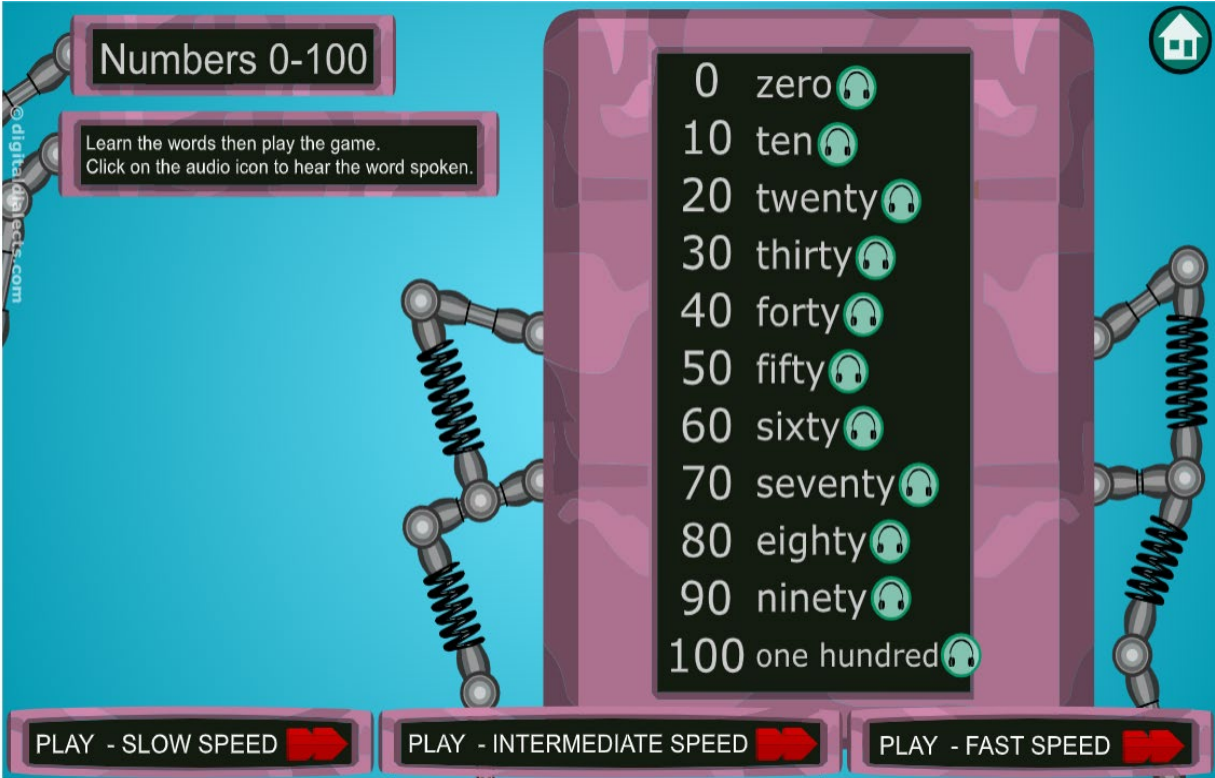 Numbers 0-100
Learn the words then play the game.
Click on the audio icon to hear the word spoken.
©digitaldialects.com
0 zero
10 ten
20 twenty
30 thirty
40 forty
50 fifty
60 sixty
70 seventy
80 eighty
90 ninety
100 one hundred
PLAY - SLOW SPEED
PLAY - INTERMEDIATE SPEED
PLAY - FAST SPEED